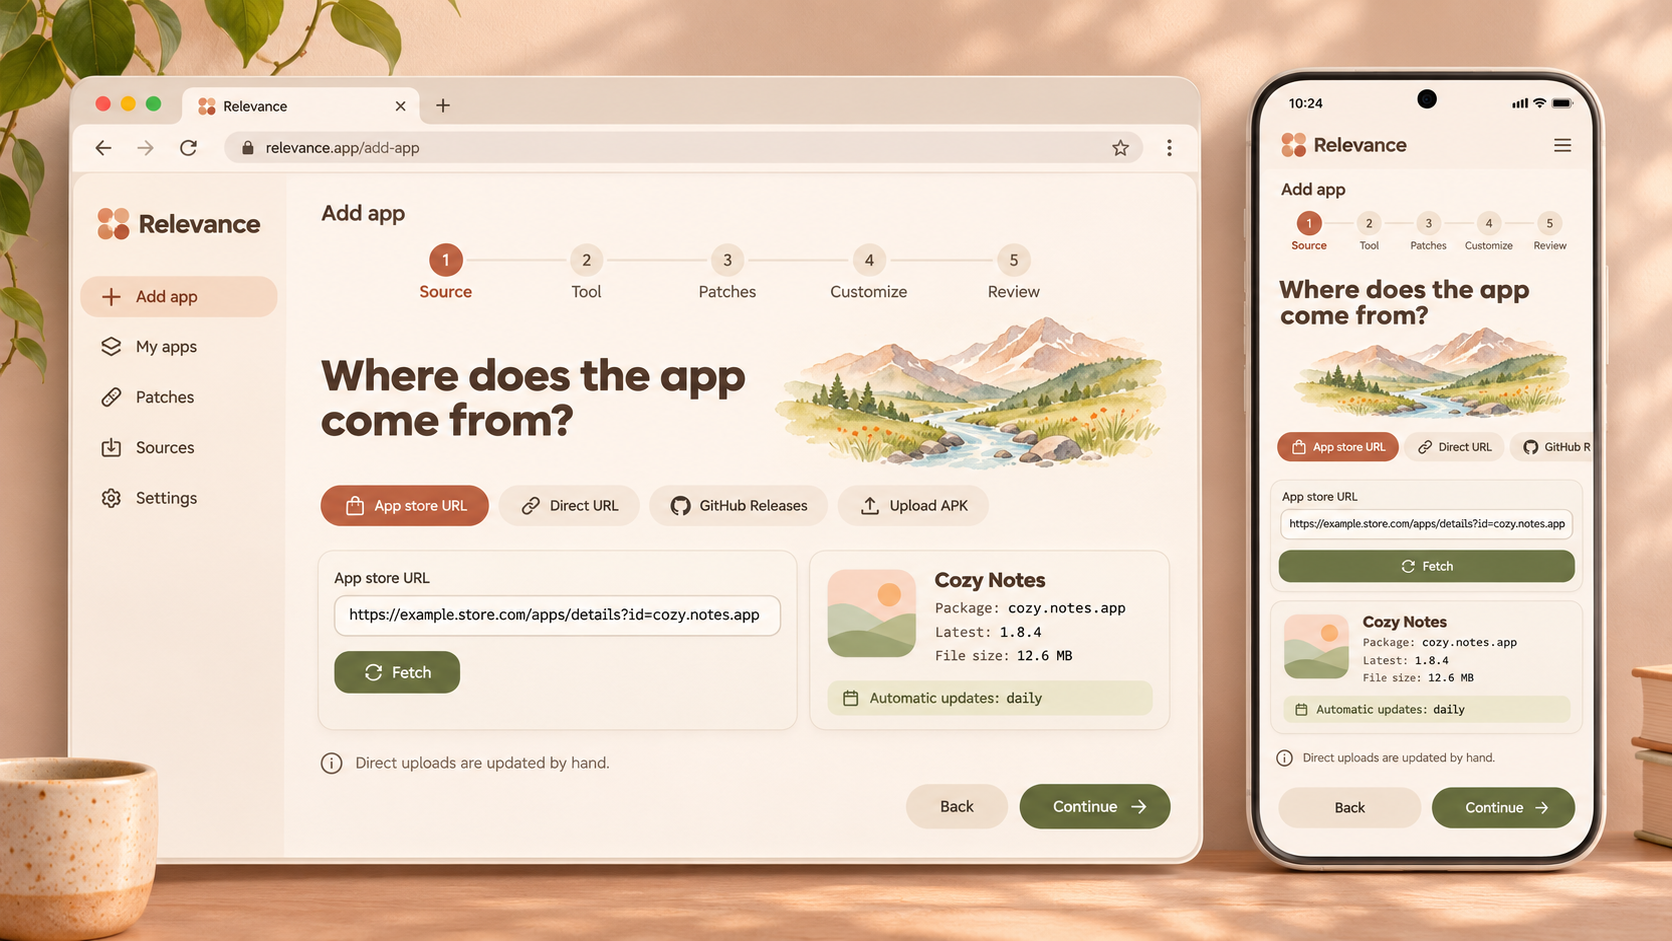 Relevance
relevance.app/add-app
Relevance
Add app
My apps
Patches
Sources
Settings
Add app
1
2
3
4
5
Source
Tool
Patches
Customize
Review
Where does the app
come from?
App store URL
Direct URL
GitHub Releases
Upload APK
App store URL
https://example.store.com/apps/details?id=cozy.notes.app
Fetch
Cozy Notes
Package: cozy.notes.app
Latest: 1.8.4
File size: 12.6 MB
Automatic updates: daily
Direct uploads are updated by hand.
Back
Continue
10:24
Relevance
Add app
1
2
3
4
5
Source
Tool
Patches
Customize
Review
Where does the app
come from?
App store URL
Direct URL
GitHub R
App store URL
https://example.store.com/apps/details?id=cozy.notes.app
Fetch
Cozy Notes
Package: cozy.notes.app
Latest: 1.8.4
File size: 12.6 MB
Automatic updates: daily
Direct uploads are updated by hand.
Back
Continue